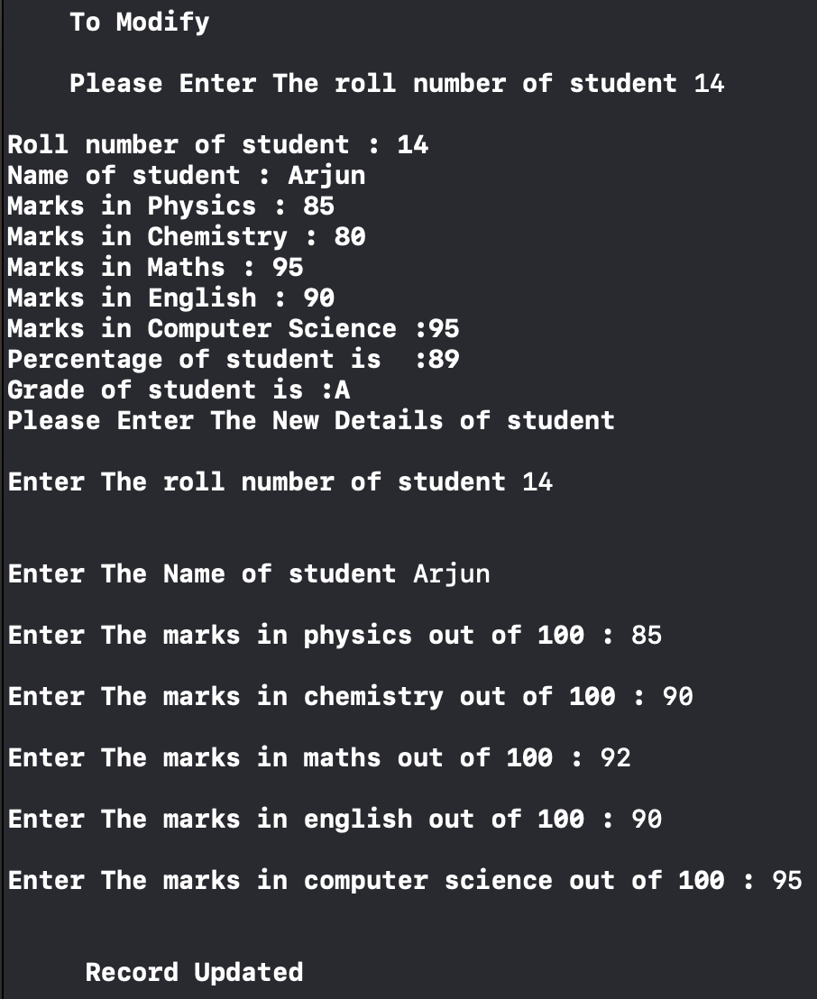 To Modify
Please Enter The roll number of student 14
Roll number of student : 14
Name of student : Arjun
Marks in Physics : 85
Marks in Chemistry : 80
Marks in Maths : 95
Marks in English : 90
Marks in Computer Science :95
Percentage of student is  :89
Grade of student is :A
Please Enter The New Details of student
Enter The roll number of student 14
Enter The Name of student Arjun
Enter The marks in physics out of 100 : 85
Enter The marks in chemistry out of 100 : 90
Enter The marks in maths out of 100 : 92
Enter The marks in english out of 100 : 90
Enter The marks in computer science out of 100 : 95
Record Updated